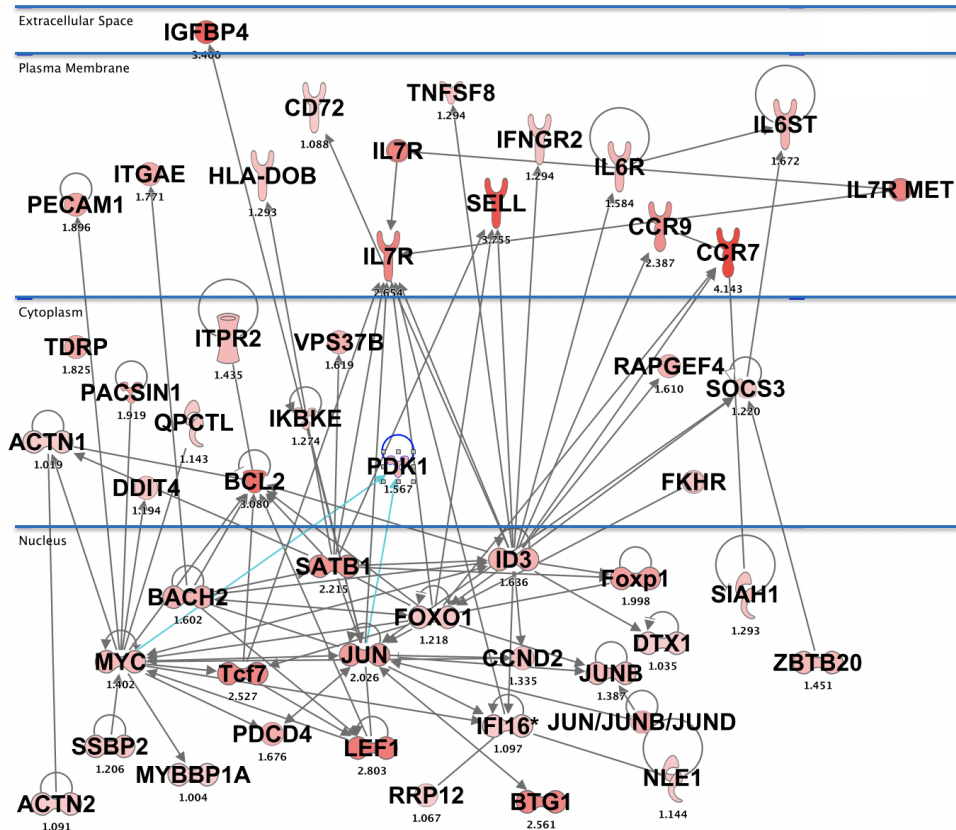 Extracellular Space
IGFBP4
3.400
Plasma Membrane
TNFSF8
1.294
CD72
1.088
IL6ST
1.672
IFNGR2
1.294
IL7R
IL6R
1.584
ITGAE
1.771
HLA-DOB
1.293
IL7R MET
PECAM1
1.896
SELL
3.755
CCR9
2.387
CCR7
4.143
IL7R
2.654
Cytoplasm
ITPR2
1.435
VPS37B
1.619
TDRP
1.825
RAPGEF4
1.610
SOCS3
1.220
PACSIN1
1.919
QPCTL
1.143
IKBKE
1.274
ACTN1
1.019
PDK1
1.567
BCL2
3.080
DDIT4
1.194
FKHR
Nucleus
SATB1
2.215
ID3
1.636
Foxp1
1.998
SIAH1
1.293
BACH2
1.602
FOXO1
1.218
DTX1
1.035
MYC
1.402
JUN
2.026
CCND2
1.335
ZBTB20
1.451
Tcf7
2.527
JUNB
1.387
PDCD4
1.676
IFI16*
1.097
JUN/JUNB/JUND
SSBP2
1.206
LEF1
2.803
MYBBP1A
1.004
NLE1
1.144
ACTN2
1.091
RRP12
1.067
BTG1
2.561